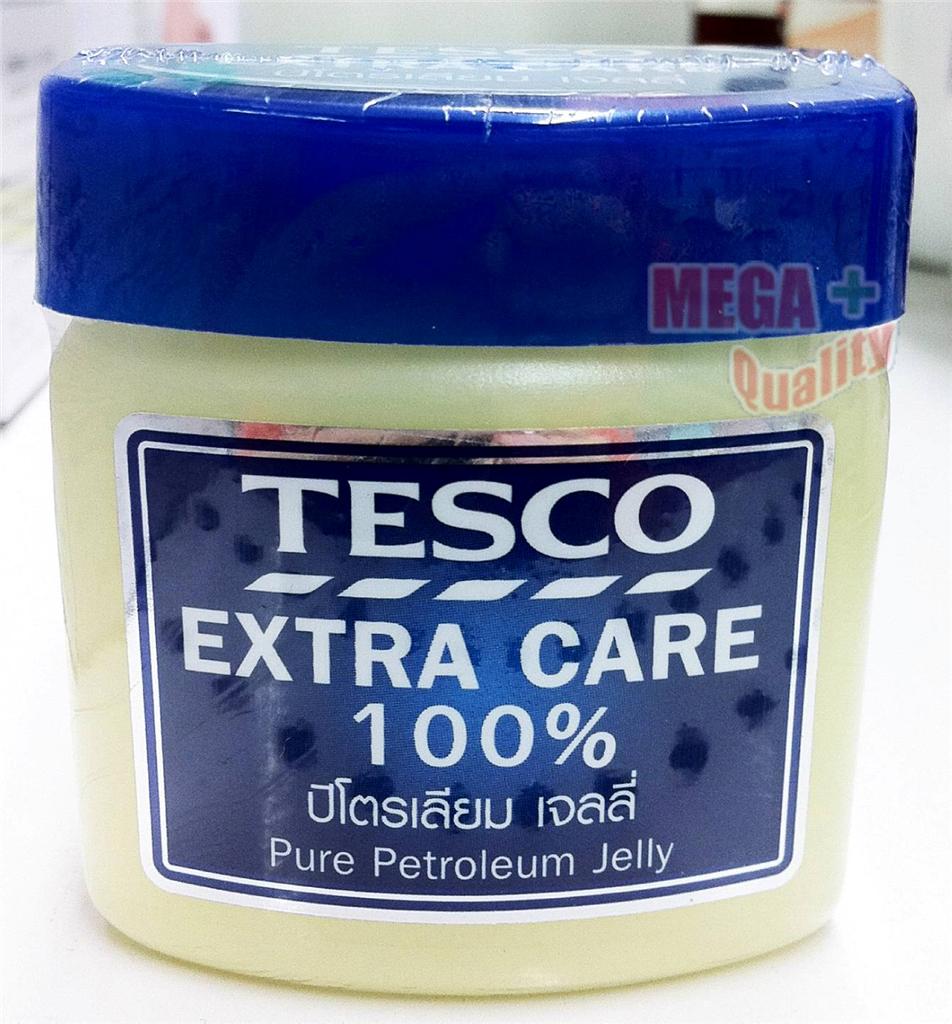 TESCO
MEGA +
Quality
TESCO
EXTRA CARE
100%
ปิโตรเลียม เจลลี่
Pure Petroleum Jelly